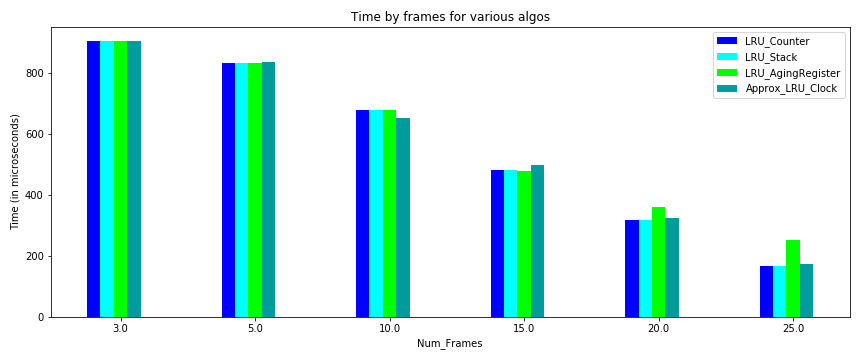 Time by frames for various algos
LRU_Counter
LRU_Stack
LRU_AgingRegister
Approx_LRU_Clock
Time (in microseconds)
800
600
400
200
0
3.0 5.0 10.0 15.0 20.0 25.0
Num_Frames